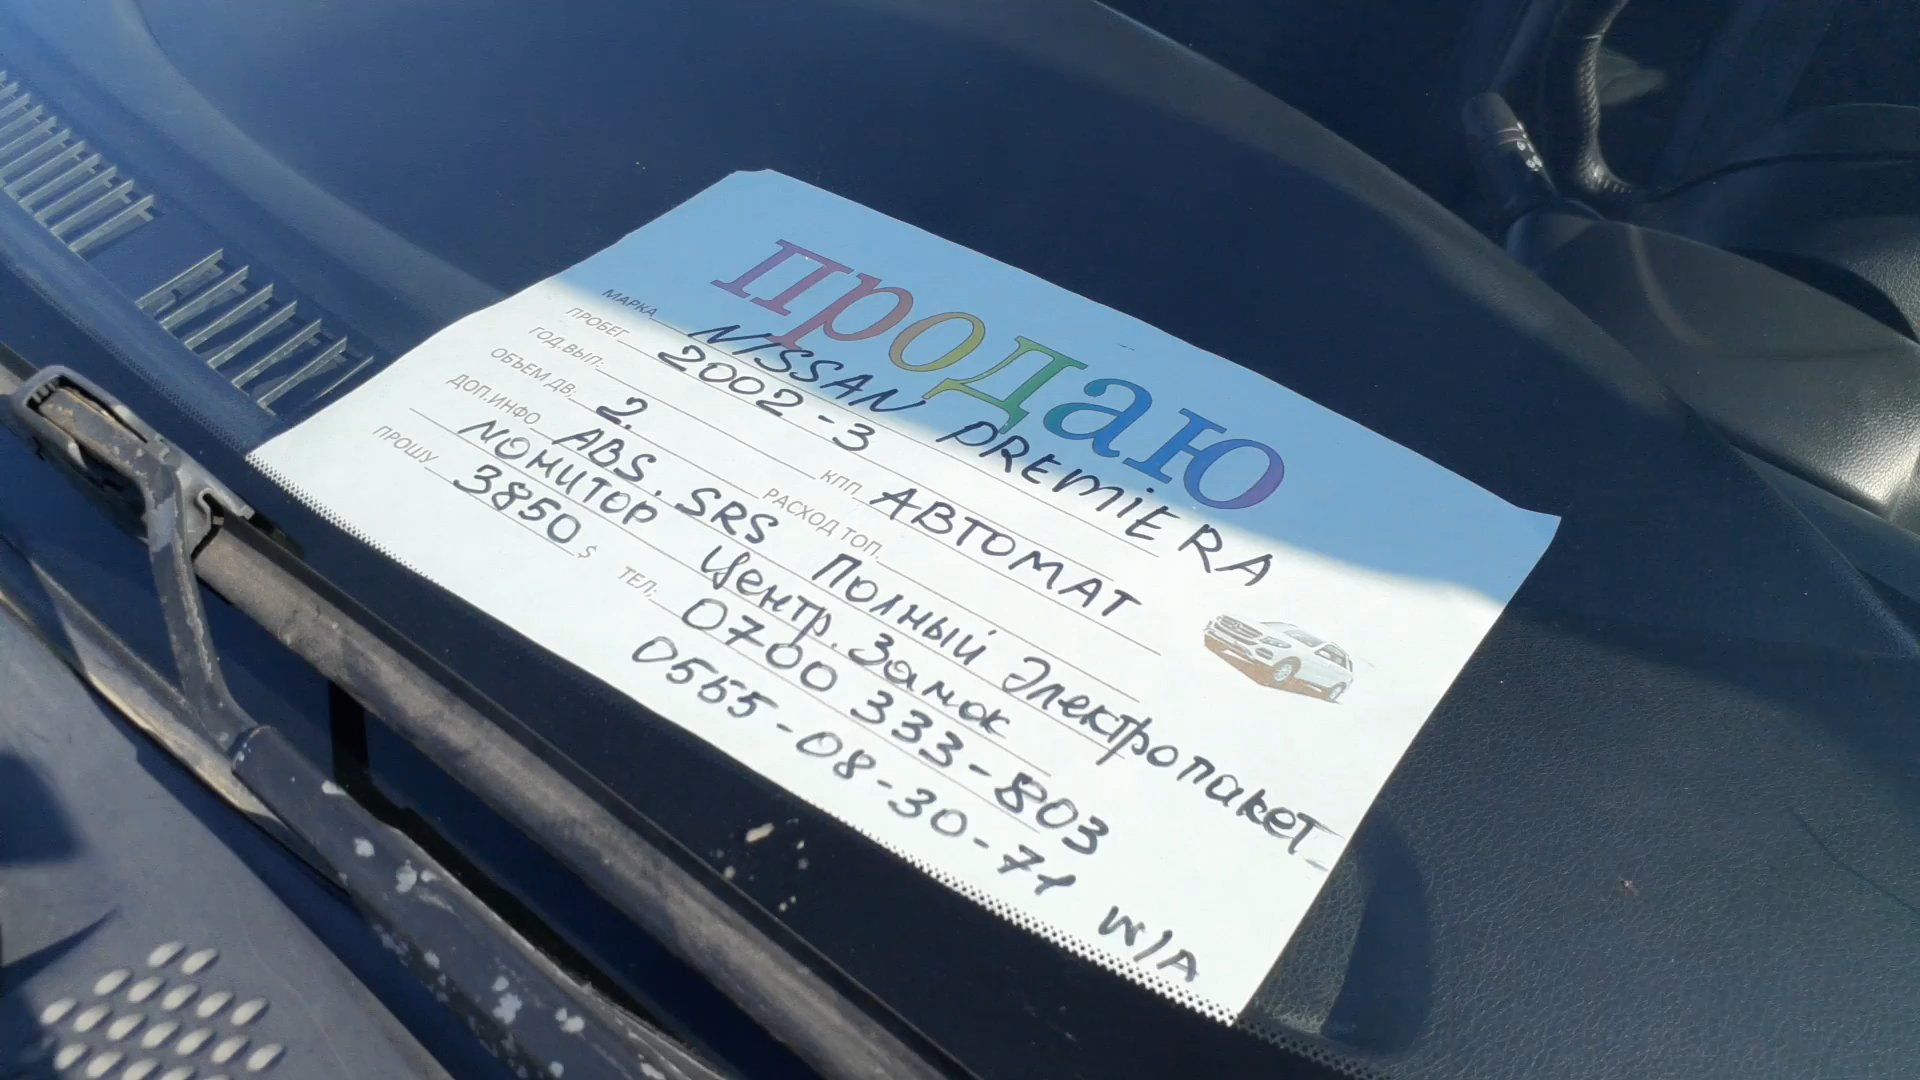 продаю
МАРКА NISSAN PREMIERA
ПРОБЕГ 2002-3
ГОД.ВЫП: КПП АВТОМАТ
ОБЪЕМ ДВ: 2. РАСХОД ТОП.
ДОП.ИНФО ABS. SRS Полный Электропакет
МОНИТОР Центр. Замок
ПРОШУ 3850 $ ТЕЛ: 0700 333-803
0555-08-30-71 W/A